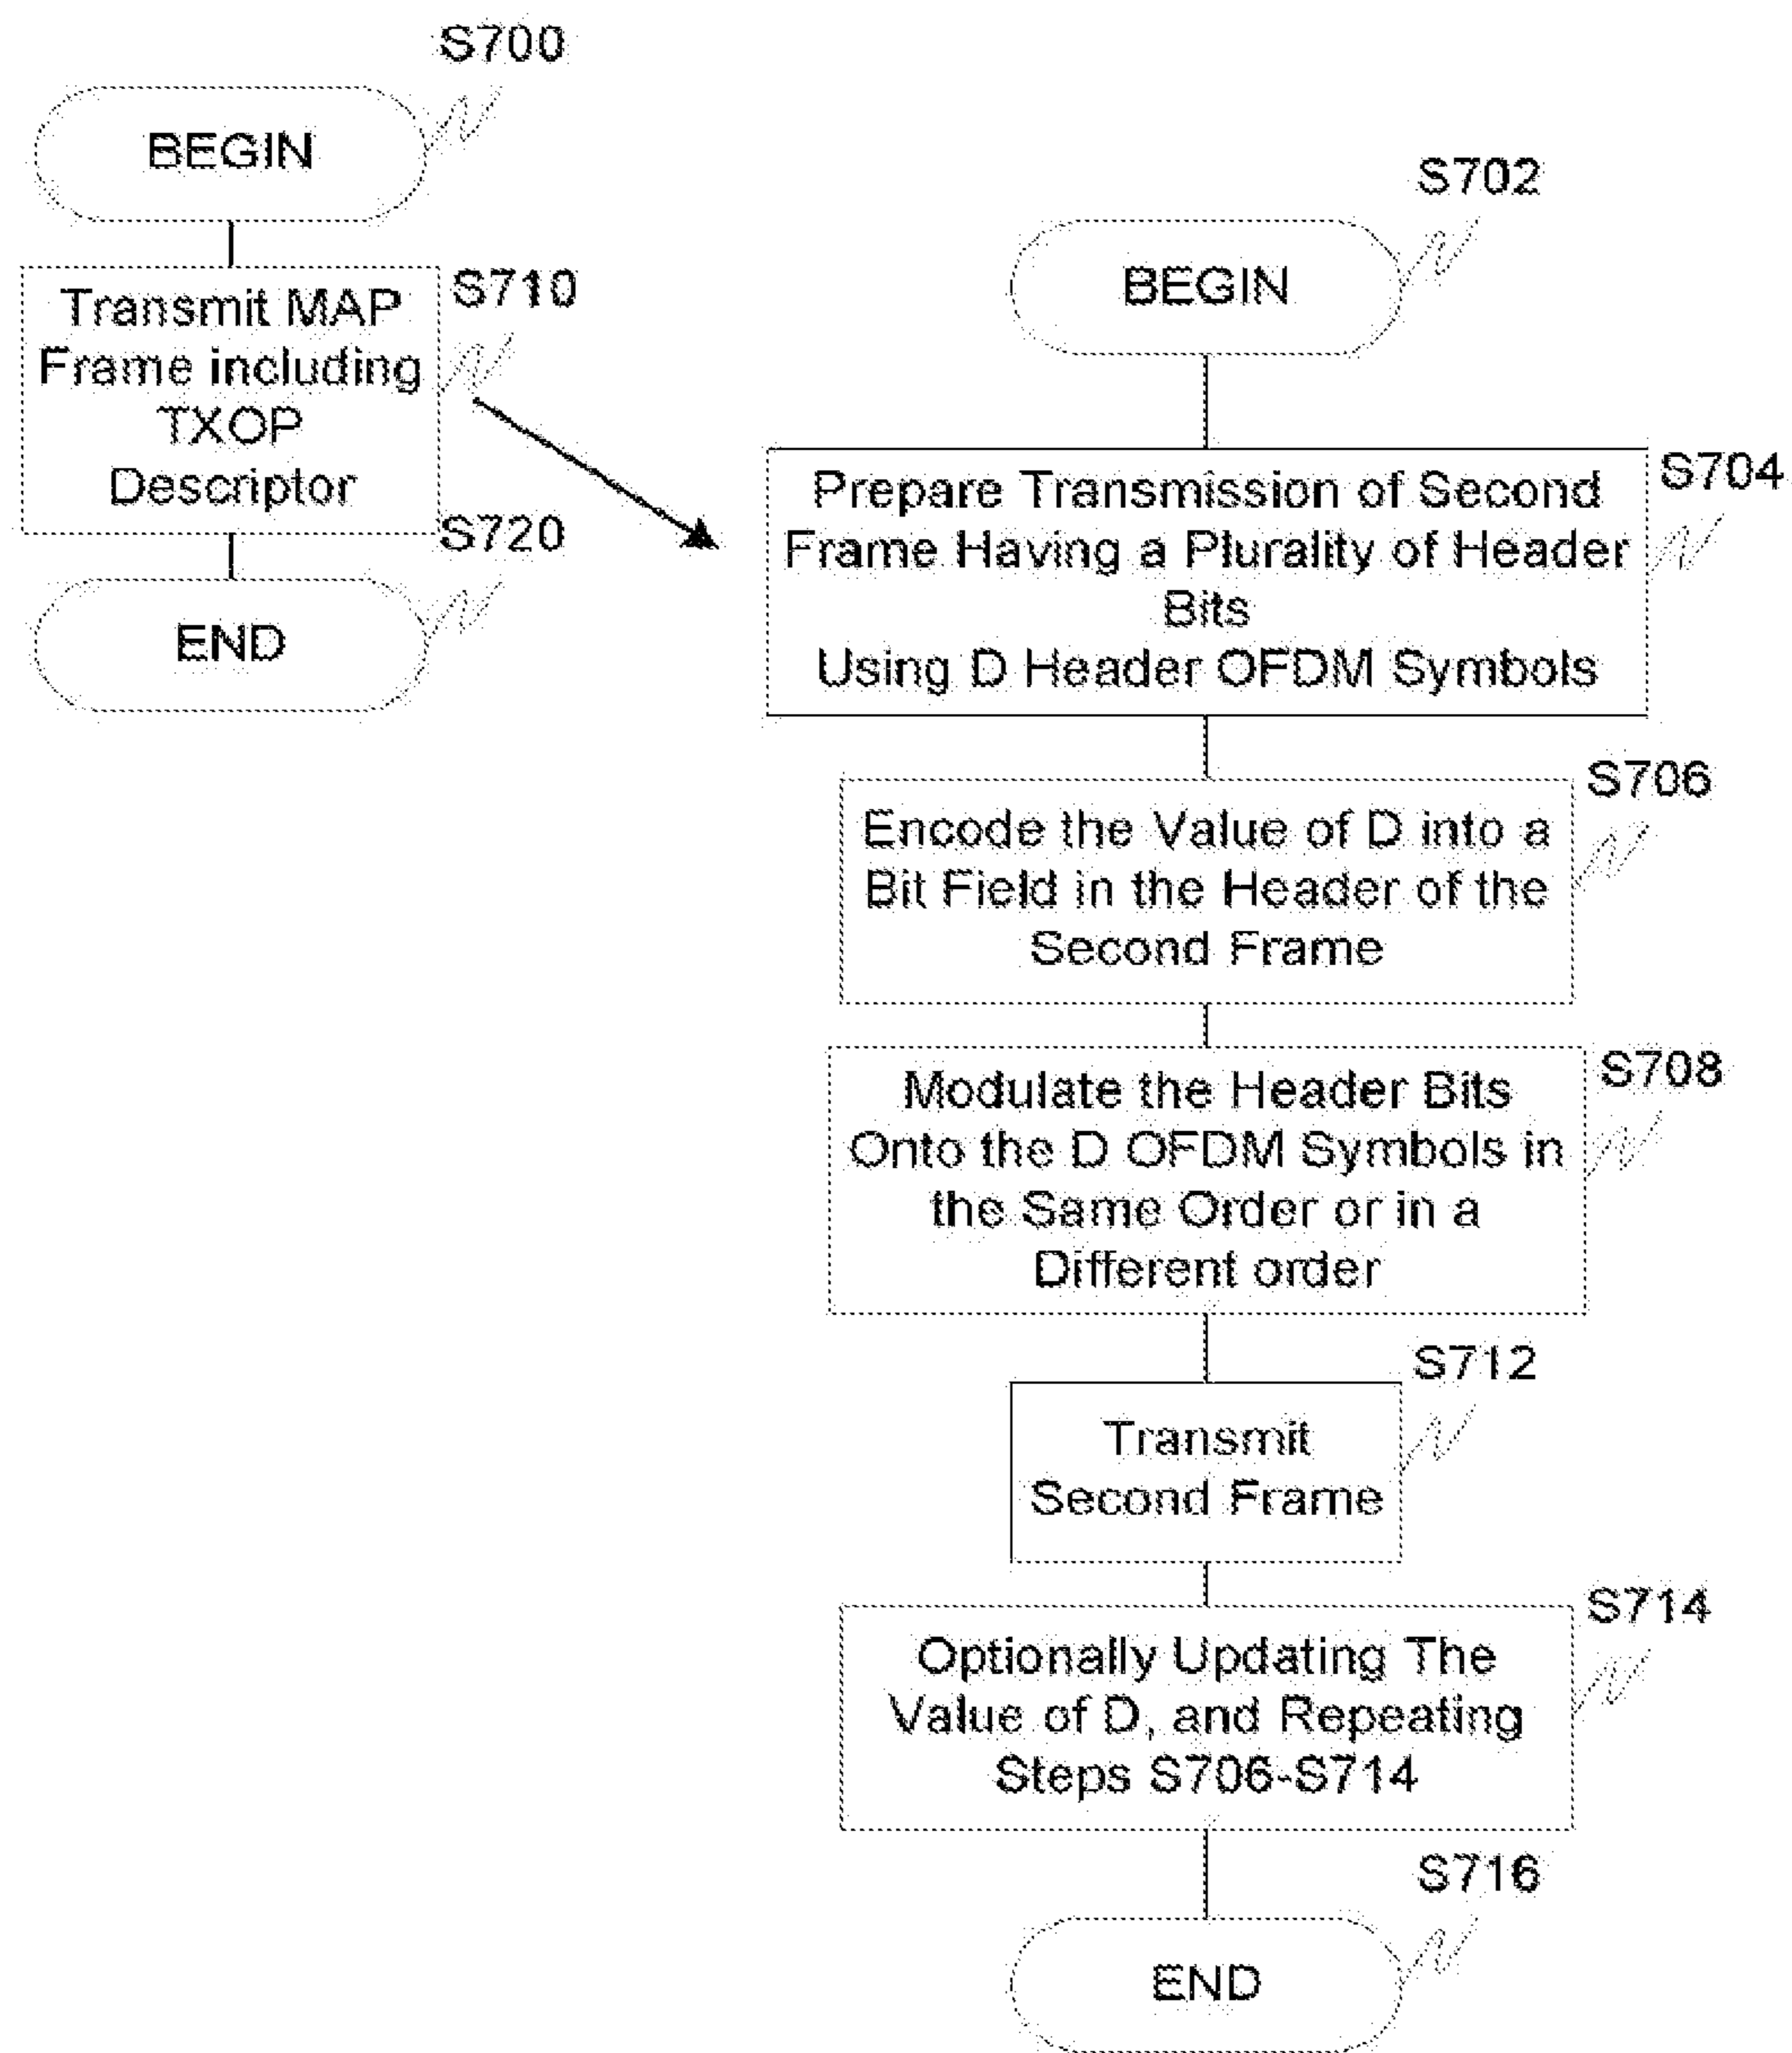 S700
BEGIN
S710
Transmit MAP
Frame including
TXOP
Descriptor
S720
END
S702
BEGIN
S704
Prepare Transmission of Second
Frame Having a Plurality of Header
Bits
Using D Header OFDM Symbols
S706
Encode the Value of D into a
Bit Field in the Header of the
Second Frame
S708
Modulate the Header Bits
Onto the D OFDM Symbols in
the Same Order or in a
Different order
S712
Transmit
Second Frame
S714
Optionally Updating The
Value of D, and Repeating
Steps S706-S714
S716
END